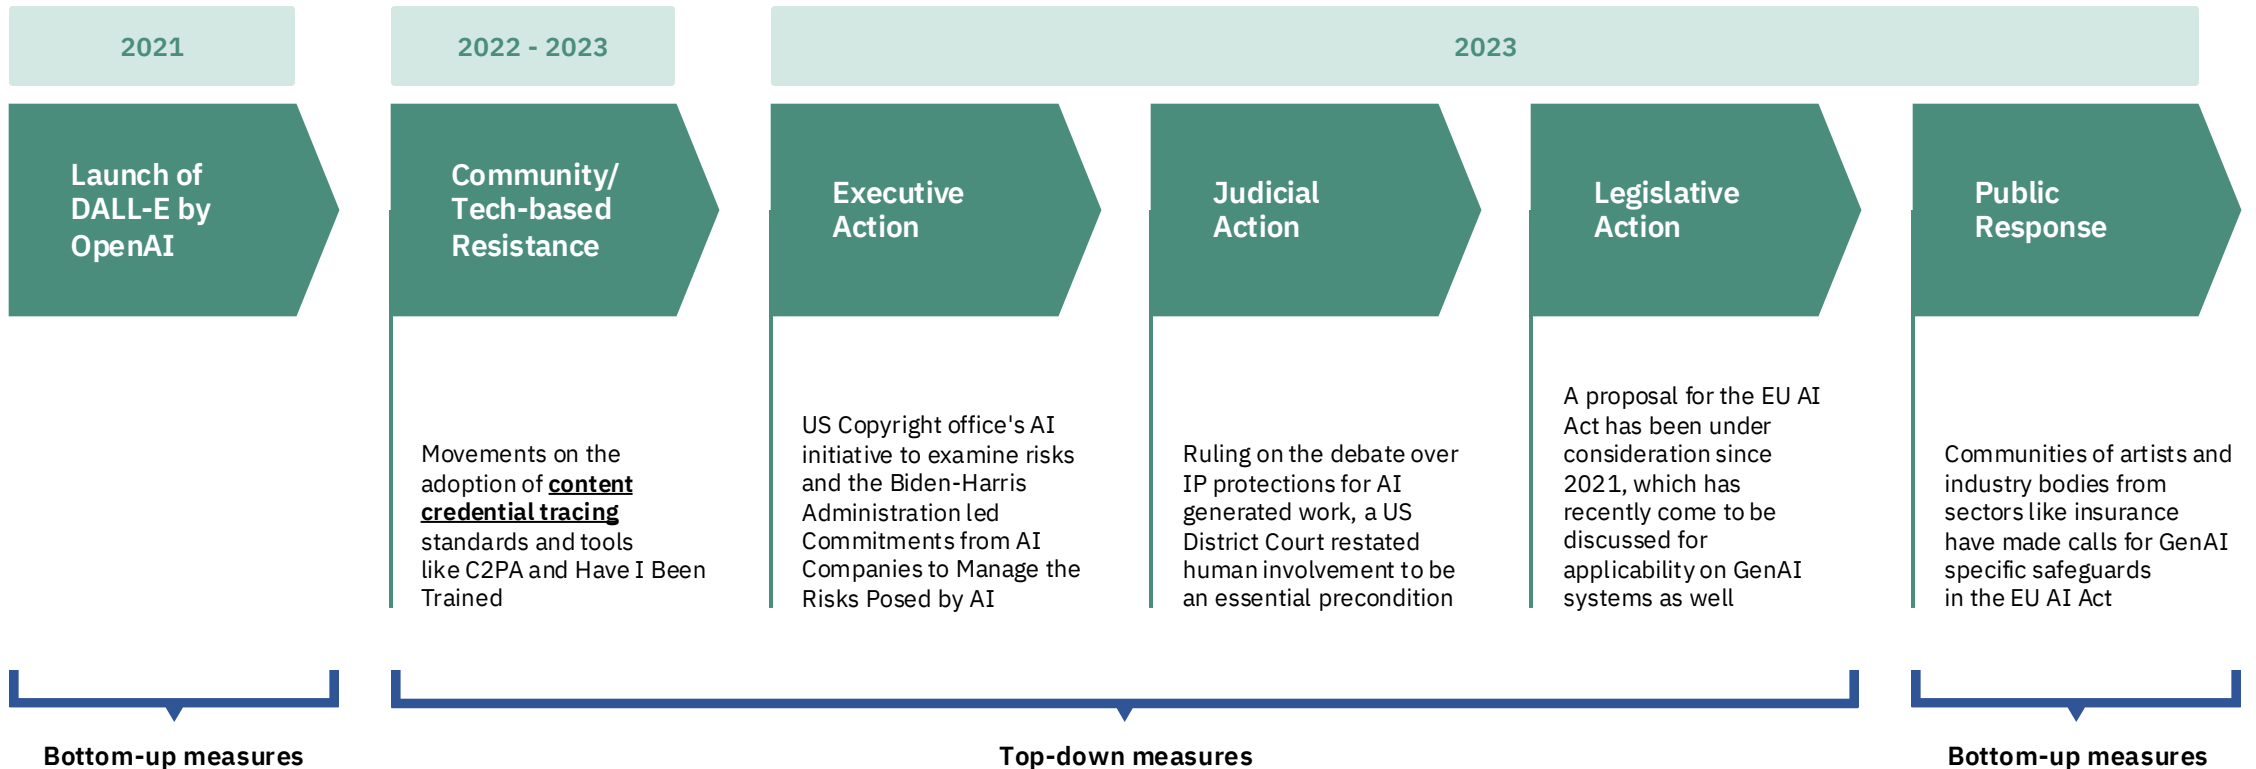 2021
2022 - 2023
2023
Launch of
DALL-E by
OpenAI
Community/
Tech-based
Resistance
Executive
Action
Judicial
Action
Legislative
Action
Public
Response
Movements on the
adoption of content
credential tracing
standards and tools
like C2PA and Have I Been
Trained
US Copyright office's AI
initiative to examine risks
and the Biden-Harris
Administration led
Commitments from AI
Companies to Manage the
Risks Posed by AI
Ruling on the debate over
IP protections for AI
generated work, a US
District Court restated
human involvement to be
an essential precondition
A proposal for the EU AI
Act has been under
consideration since
2021, which has
recently come to be
discussed for
applicability on GenAI
systems as well
Communities of artists and
industry bodies from
sectors like insurance
have made calls for GenAI
specific safeguards
in the EU AI Act
Bottom-up measures
Top-down measures
Bottom-up measures